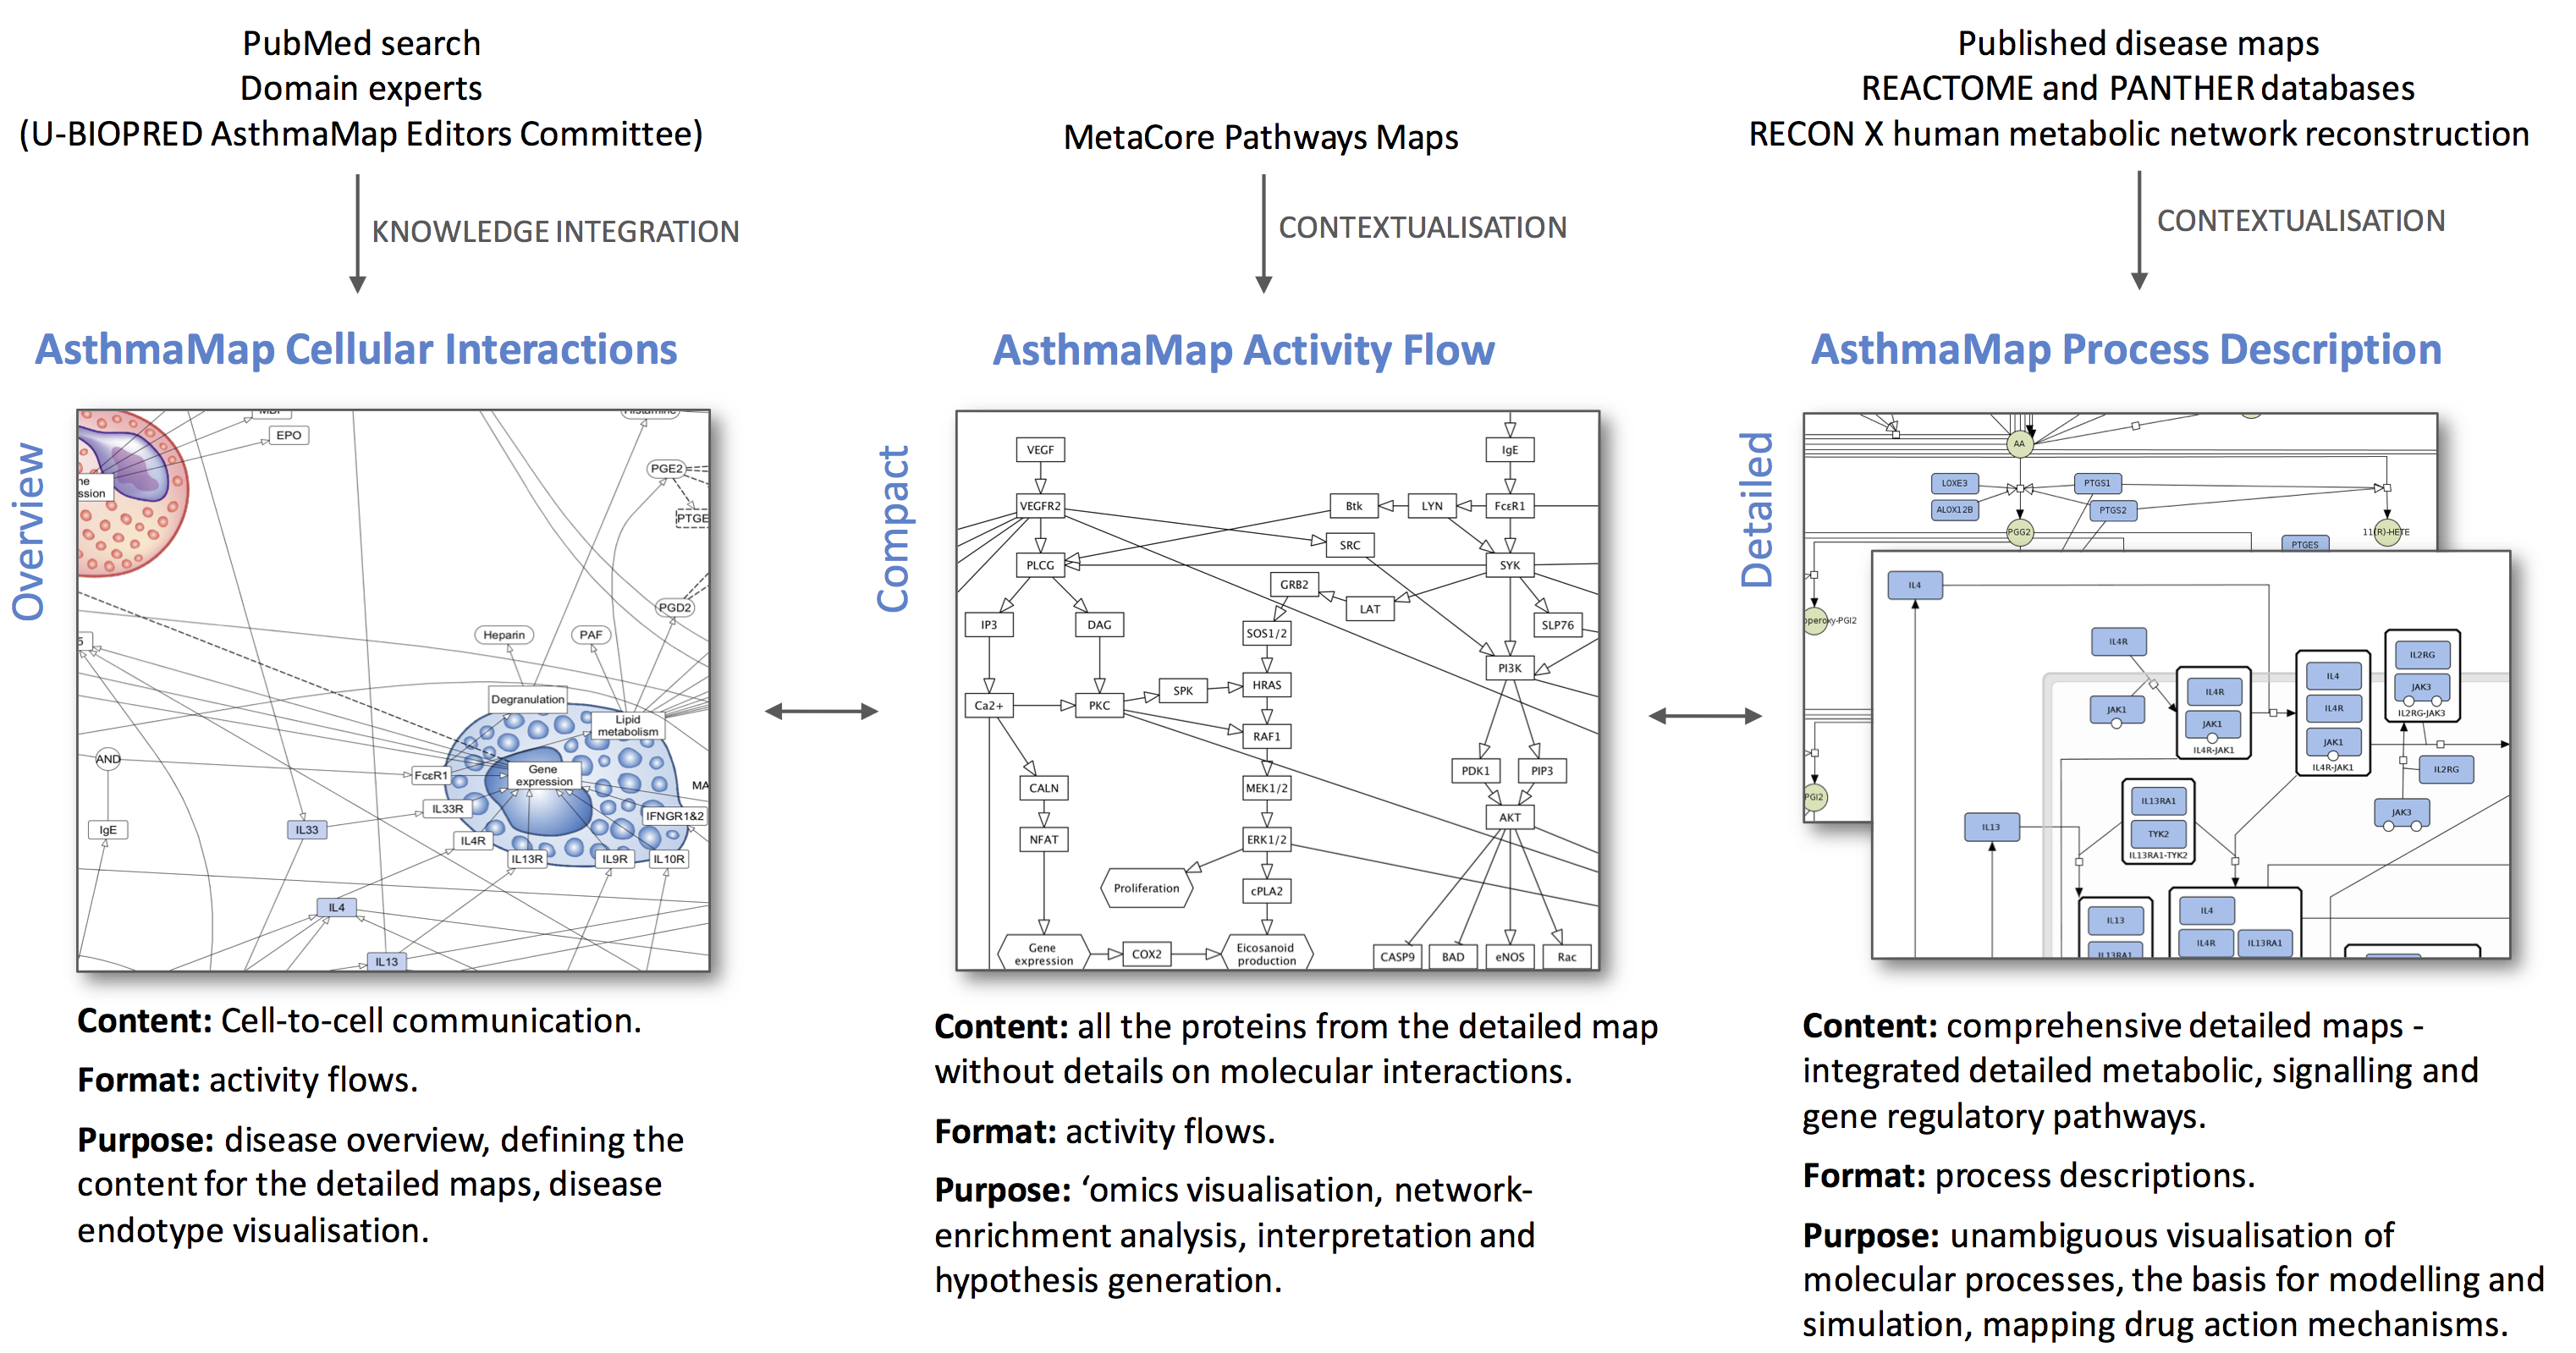 PubMed search
Domain experts
(U-BIOPRED AsthmaMap Editors Committee)
KNOWLEDGE INTEGRATION
AsthmaMap Cellular Interactions
Overview
EPO
PGE2
PTGE
PGD2
Heparin
PAF
Degranulation
Lipid
metabolism
AND
FcεR1
Gene
expression
IL33R
IFNGR1&2
IgE
IL33
IL4R
IL13R
IL9R
IL10R
IL4
IL13
Content: Cell-to-cell communication.
Format: activity flows.
Purpose: disease overview, defining the
content for the detailed maps, disease
endotype visualisation.
MetaCore Pathways Maps
CONTEXTUALISATION
AsthmaMap Activity Flow
Compact
VEGF
IgE
VEGFR2
Btk
LYN
FcεR1
SRC
PLCG
SYK
GRB2
LAT
IP3
DAG
SOS1/2
SLP76
PI3K
SPK
HRAS
Ca2+
PKC
RAF1
PDK1
PIP3
CALN
MEK1/2
AKT
NFAT
ERK1/2
Proliferation
cPLA2
Gene
expression
COX2
Eicosanoid
production
CASP9
BAD
eNOS
Rac
Content: all the proteins from the detailed map
without details on molecular interactions.
Format: activity flows.
Purpose: ‘omics visualisation, network-
enrichment analysis, interpretation and
hypothesis generation.
Published disease maps
REACTOME and PANTHER databases
RECON X human metabolic network reconstruction
CONTEXTUALISATION
AsthmaMap Process Description
Detailed
AA
LOXE3
PTGS1
ALOX12B
PTGS2
PGG2
11(R)-HETE
PTGES
PGI2
IL4
IL4R
JAK1
IL4R
JAK1
IL4R-JAK1
IL4
IL4R
JAK1
IL4R-JAK1
IL2RG
JAK3
IL2RG-JAK3
IL2RG
JAK3
IL13
IL13RA1
TYK2
IL13RA1-TYK2
IL13
IL13RA1
IL4
IL4R
IL13RA1
Content: comprehensive detailed maps -
integrated detailed metabolic, signalling and
gene regulatory pathways.
Format: process descriptions.
Purpose: unambiguous visualisation of
molecular processes, the basis for modelling and
simulation, mapping drug action mechanisms.